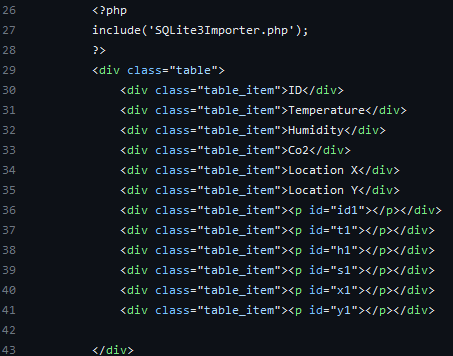 26 <?php
27 include('SQLite3Importer.php');
28 ?>
29 <div class="table">
30 <div class="table_item">ID</div>
31 <div class="table_item">Temperature</div>
32 <div class="table_item">Humidity</div>
33 <div class="table_item">Co2</div>
34 <div class="table_item">Location X</div>
35 <div class="table_item">Location Y</div>
36 <div class="table_item"><p id="id1"></p></div>
37 <div class="table_item"><p id="t1"></p></div>
38 <div class="table_item"><p id="h1"></p></div>
39 <div class="table_item"><p id="s1"></p></div>
40 <div class="table_item"><p id="x1"></p></div>
41 <div class="table_item"><p id="y1"></p></div>
42
43 </div>